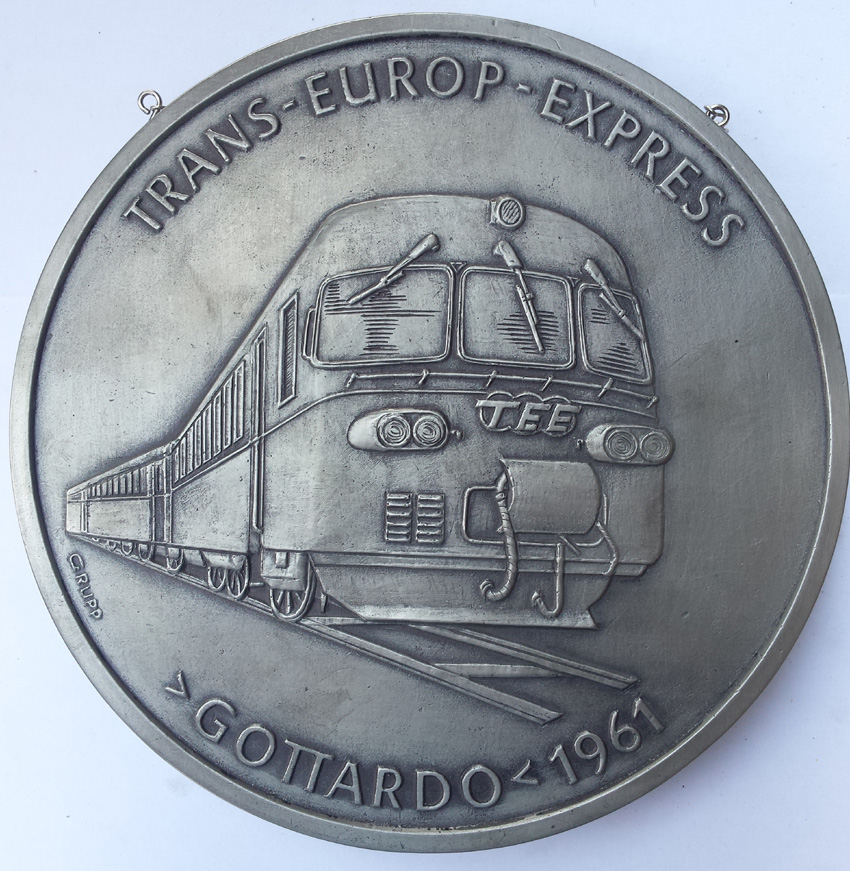 TRANS-EUROP-EXPRESS
TEE
C.RUPP
>GOTTARDO< 1961